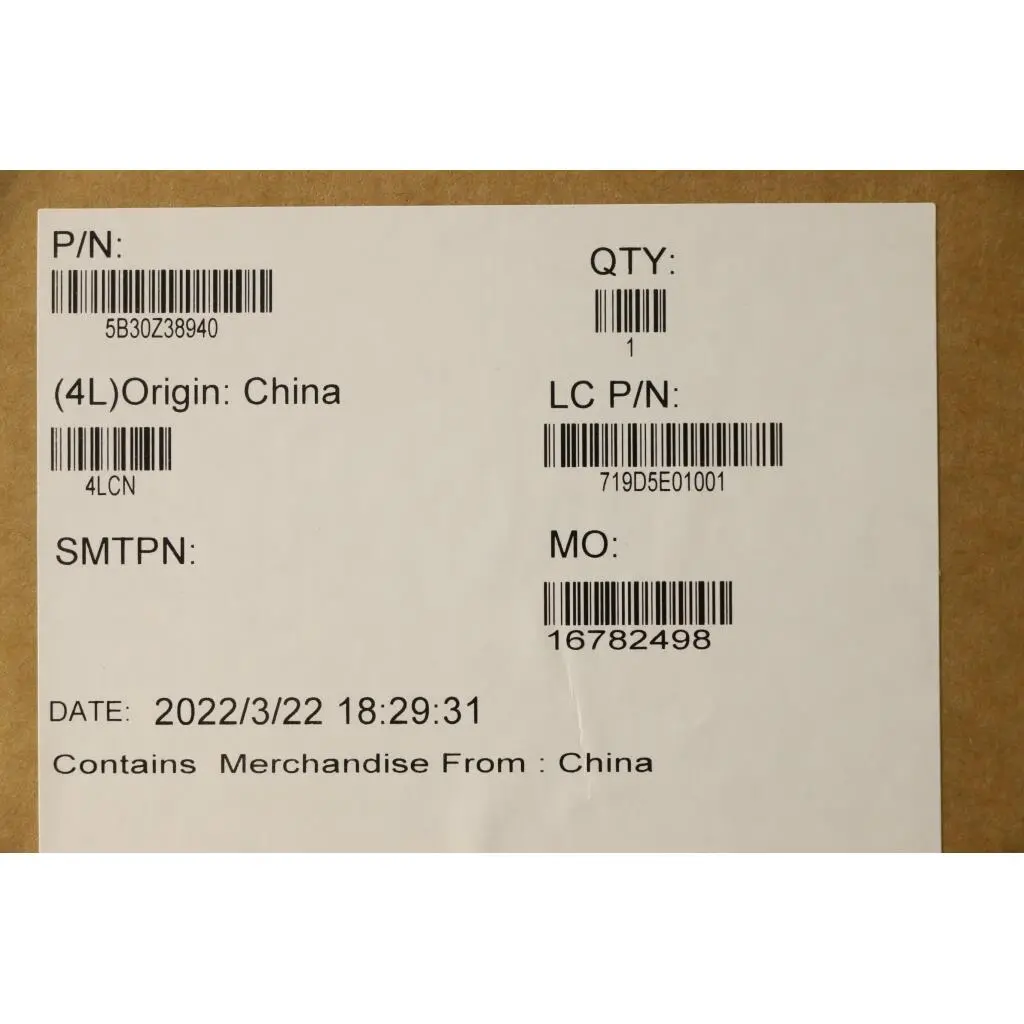 P/N:
QTY:
5B30Z38940
1
(4L)Origin: China
LC P/N:
4LCN
719D5E01001
SMTPN:
MO:
16782498
DATE: 2022/3/22 18:29:31
Contains Merchandise From : China